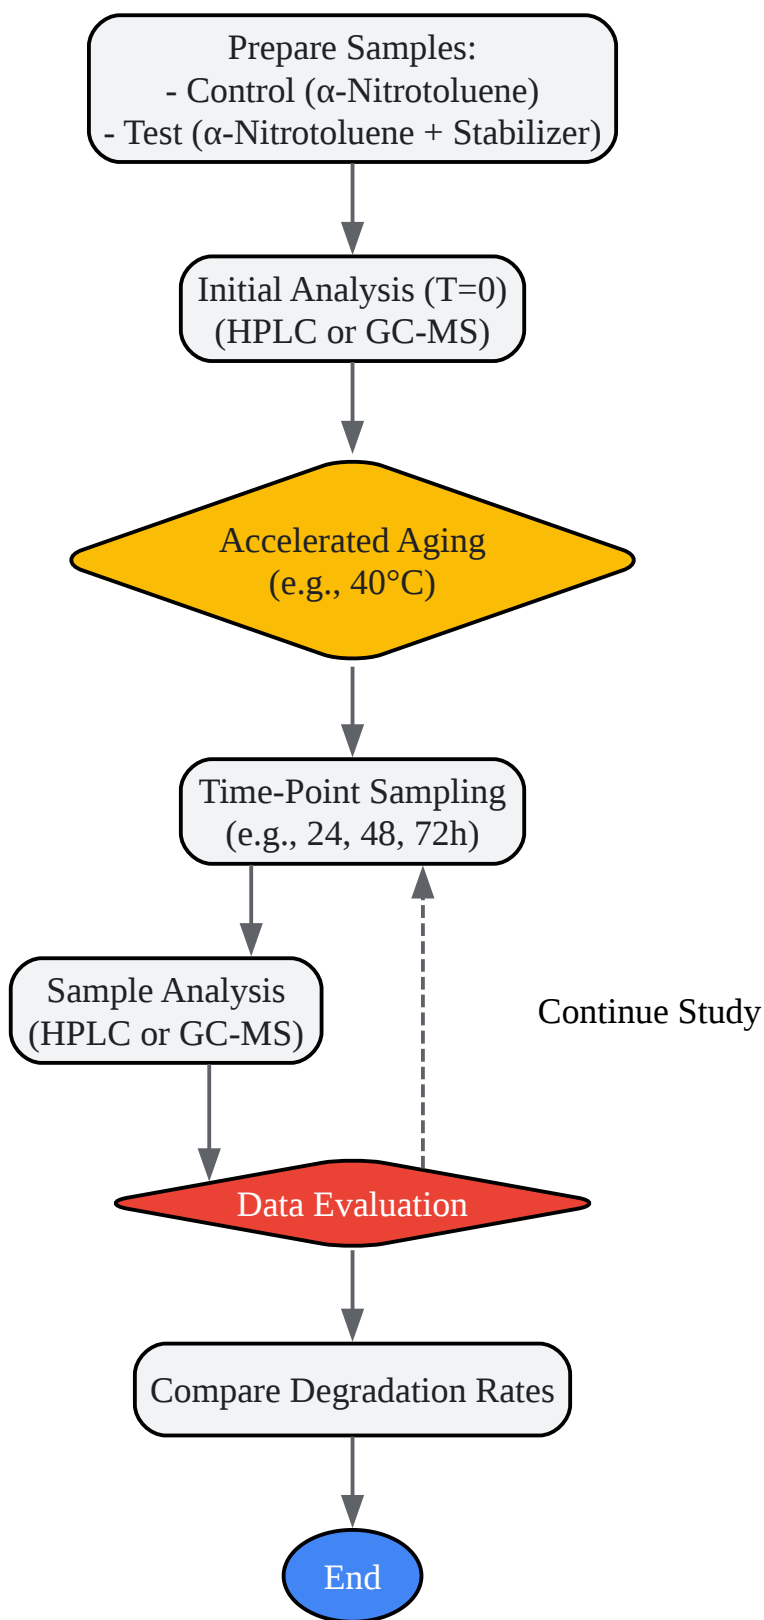 Prepare Samples:
- Control (α-Nitrotoluene)
- Test (α-Nitrotoluene + Stabilizer)
Initial Analysis (T=0)
(HPLC or GC-MS)
Accelerated Aging
(e.g., 40°C)
Time-Point Sampling
(e.g., 24, 48, 72h)
Sample Analysis
(HPLC or GC-MS)
Continue Study
Data Evaluation
Compare Degradation Rates
End